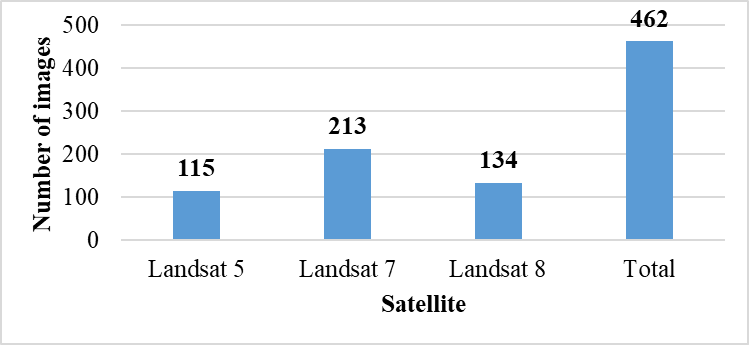 Number of images
500
400
300
200
100
0
115
213
134
462
Landsat 5
Landsat 7
Landsat 8
Total
Satellite